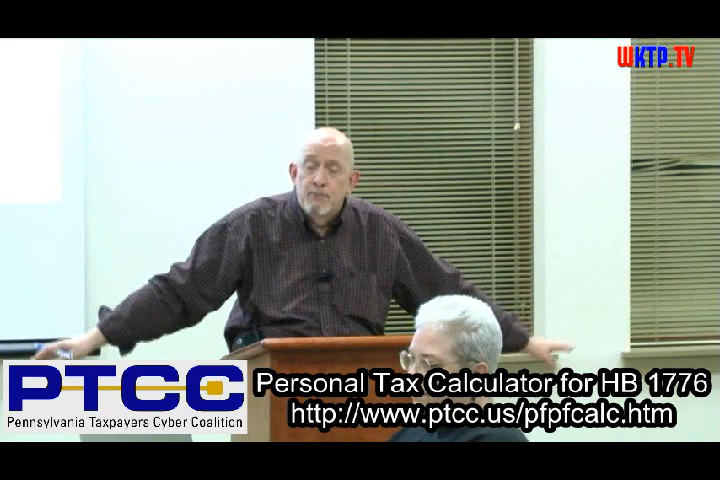 WKTP.TV
PTCC
Pennsylvania Taxpayers Cyber Coalition
Personal Tax Calculator for HB 1776
http://www.ptcc.us/pfpfcalc.htm